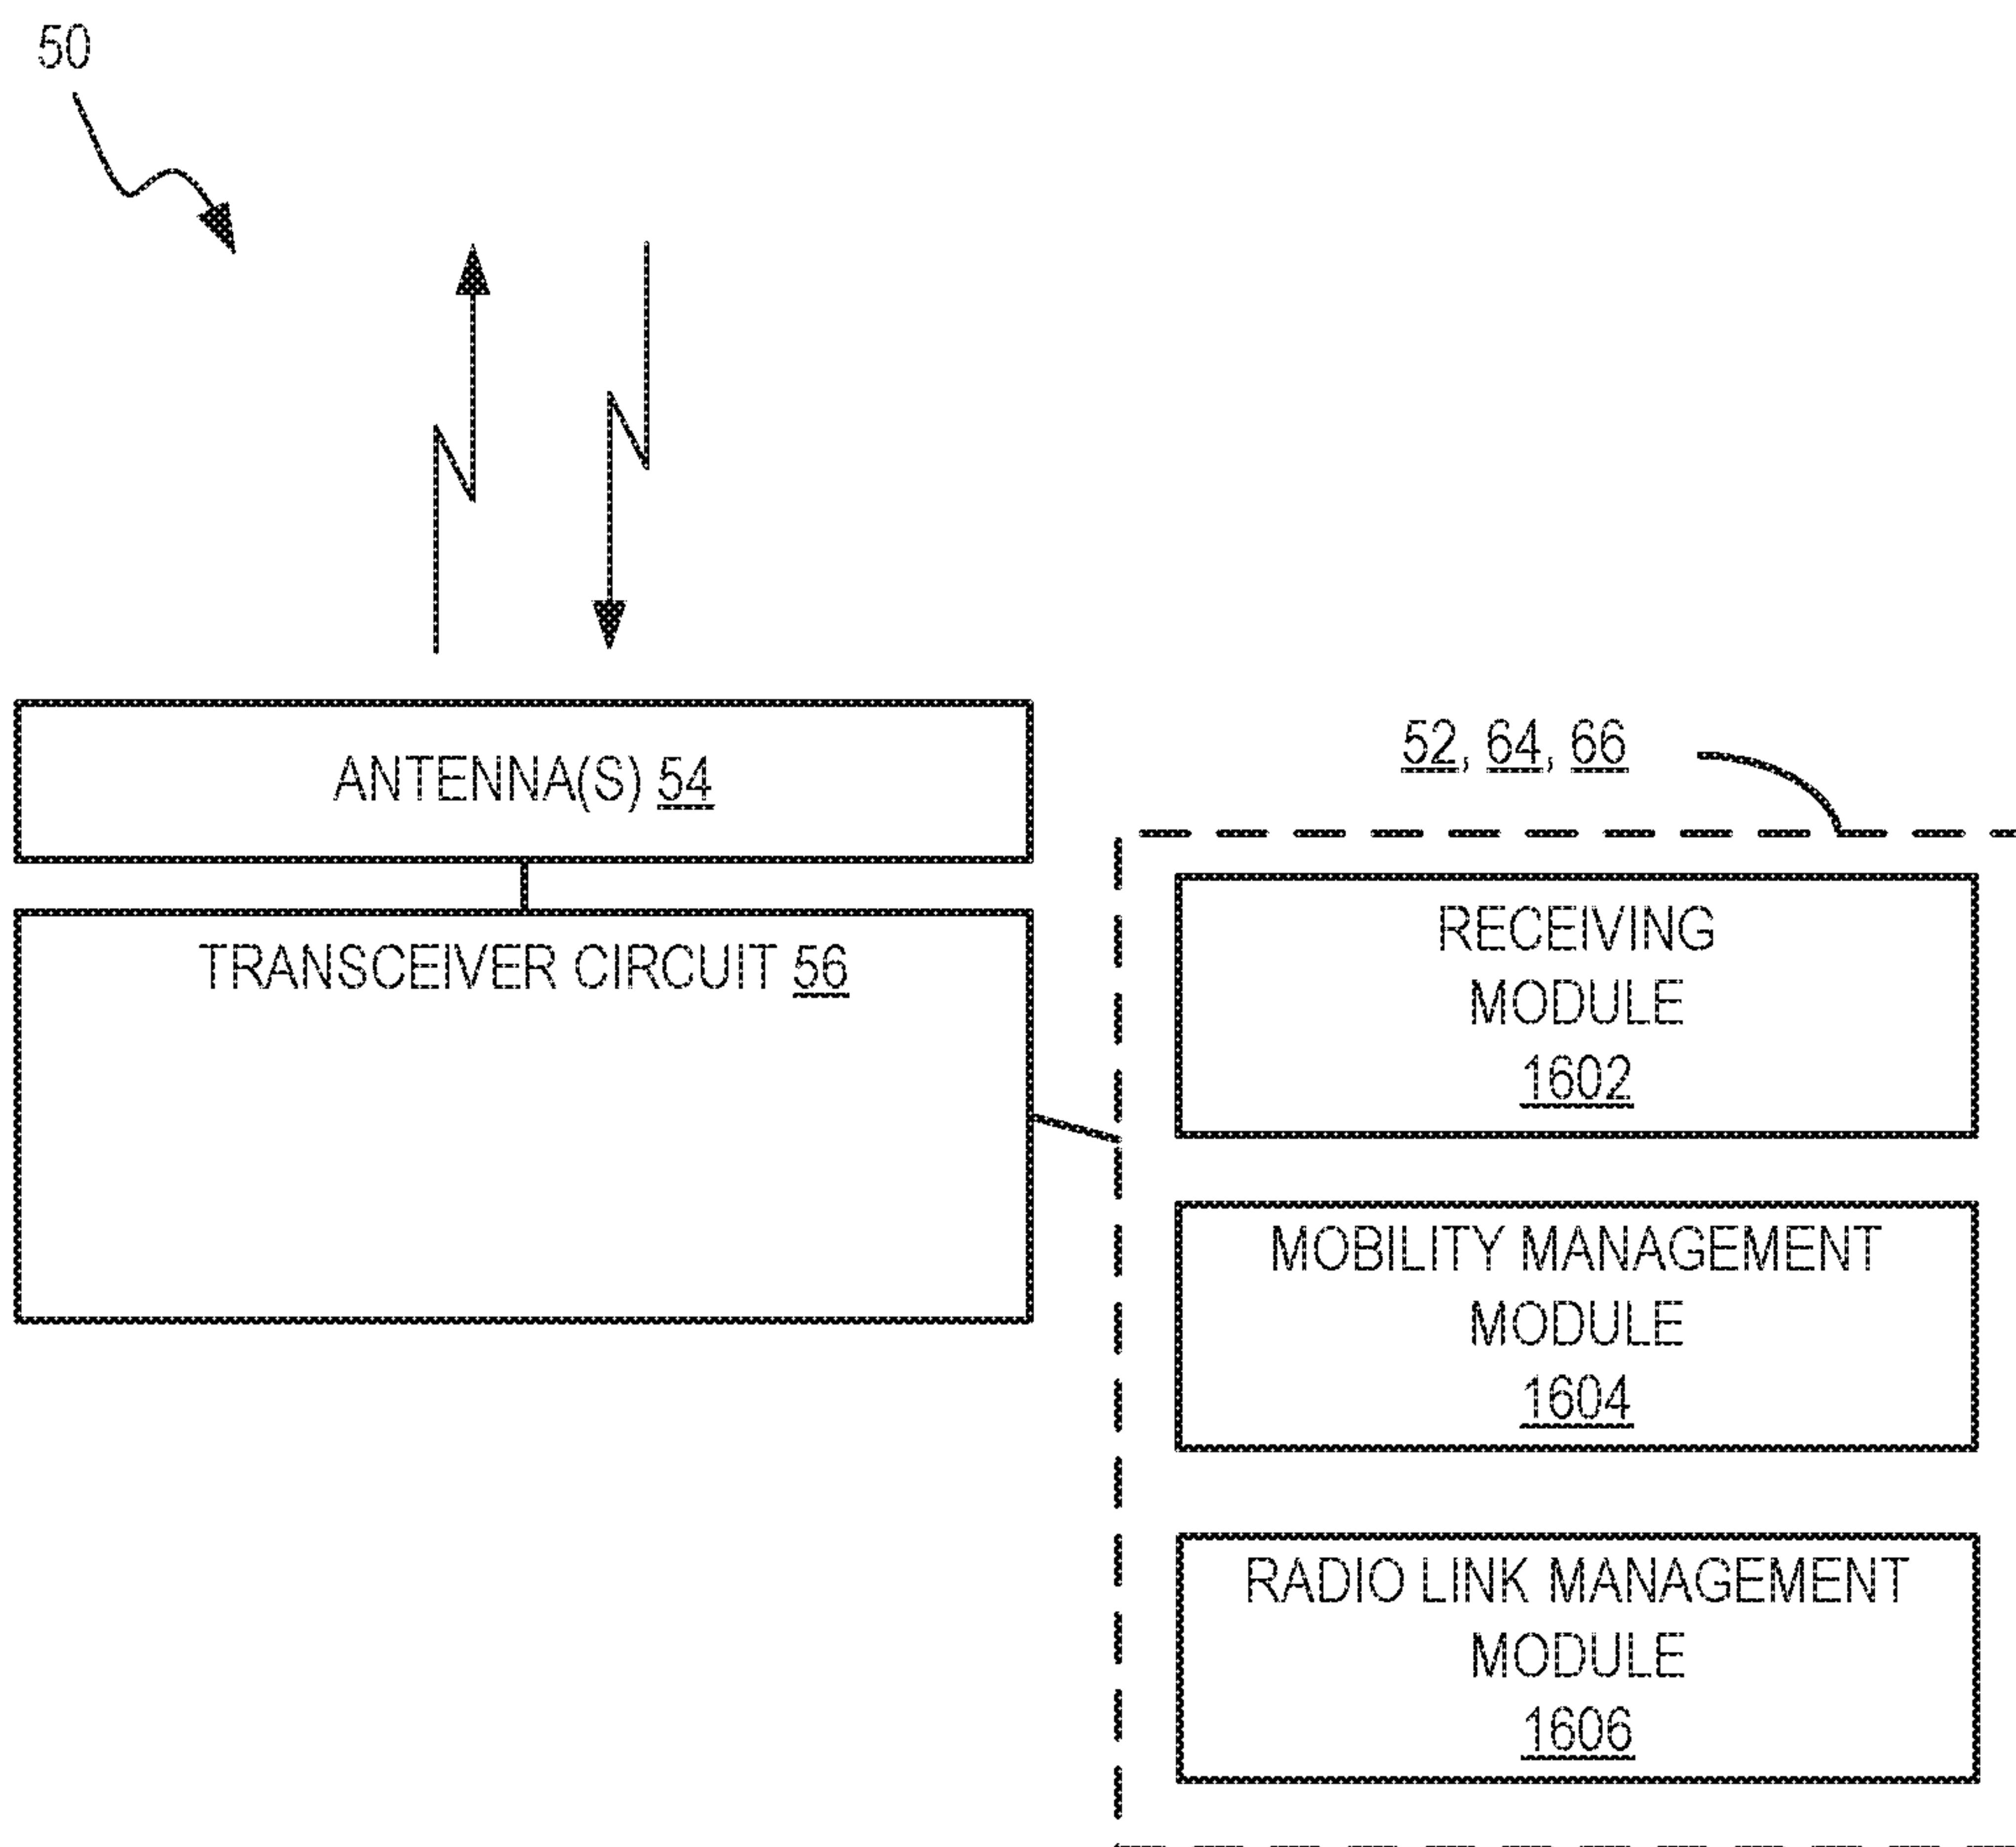 50
ANTENNA(S) 54
52, 64, 66
TRANSCEIVER CIRCUIT 56
RECEIVING
MODULE
1602
MOBILITY MANAGEMENT
MODULE
1604
RADIO LINK MANAGEMENT
MODULE
1606